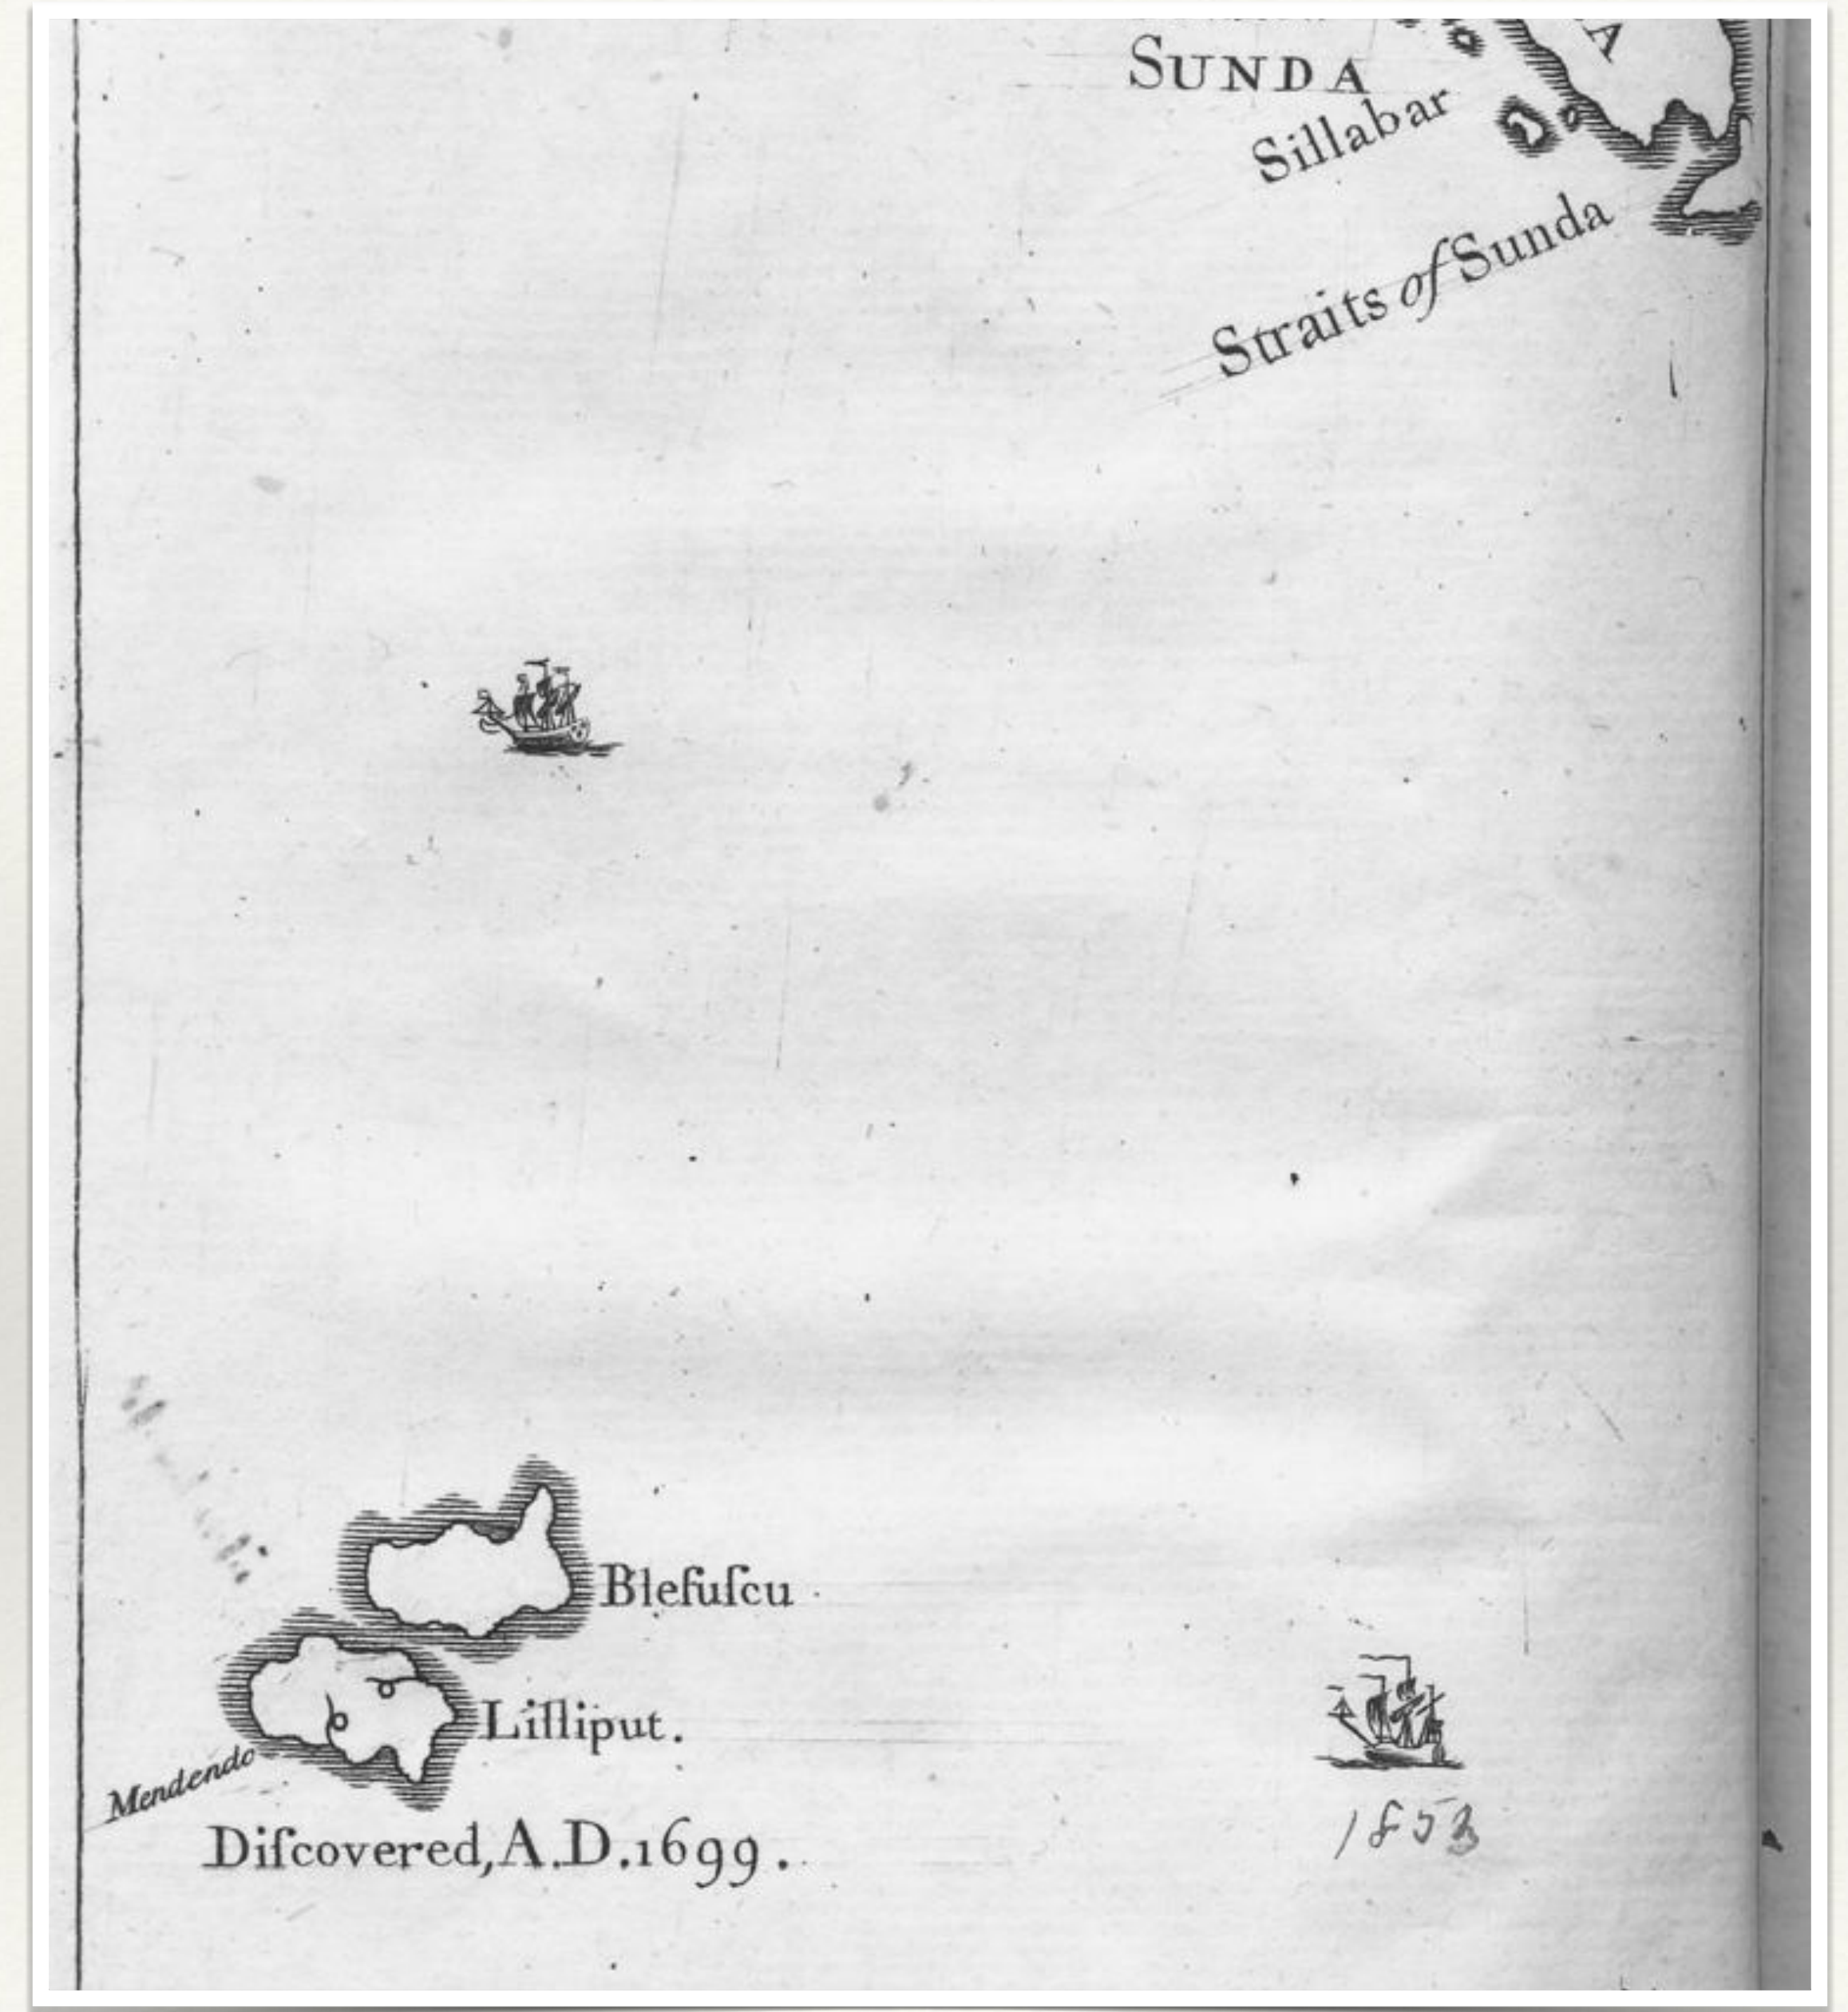 A
SUNDA
Sillabar
Straits of Sunda
Blefuſcu
Lilliput.
Mendendo
Diſcovered, A.D. 1699.